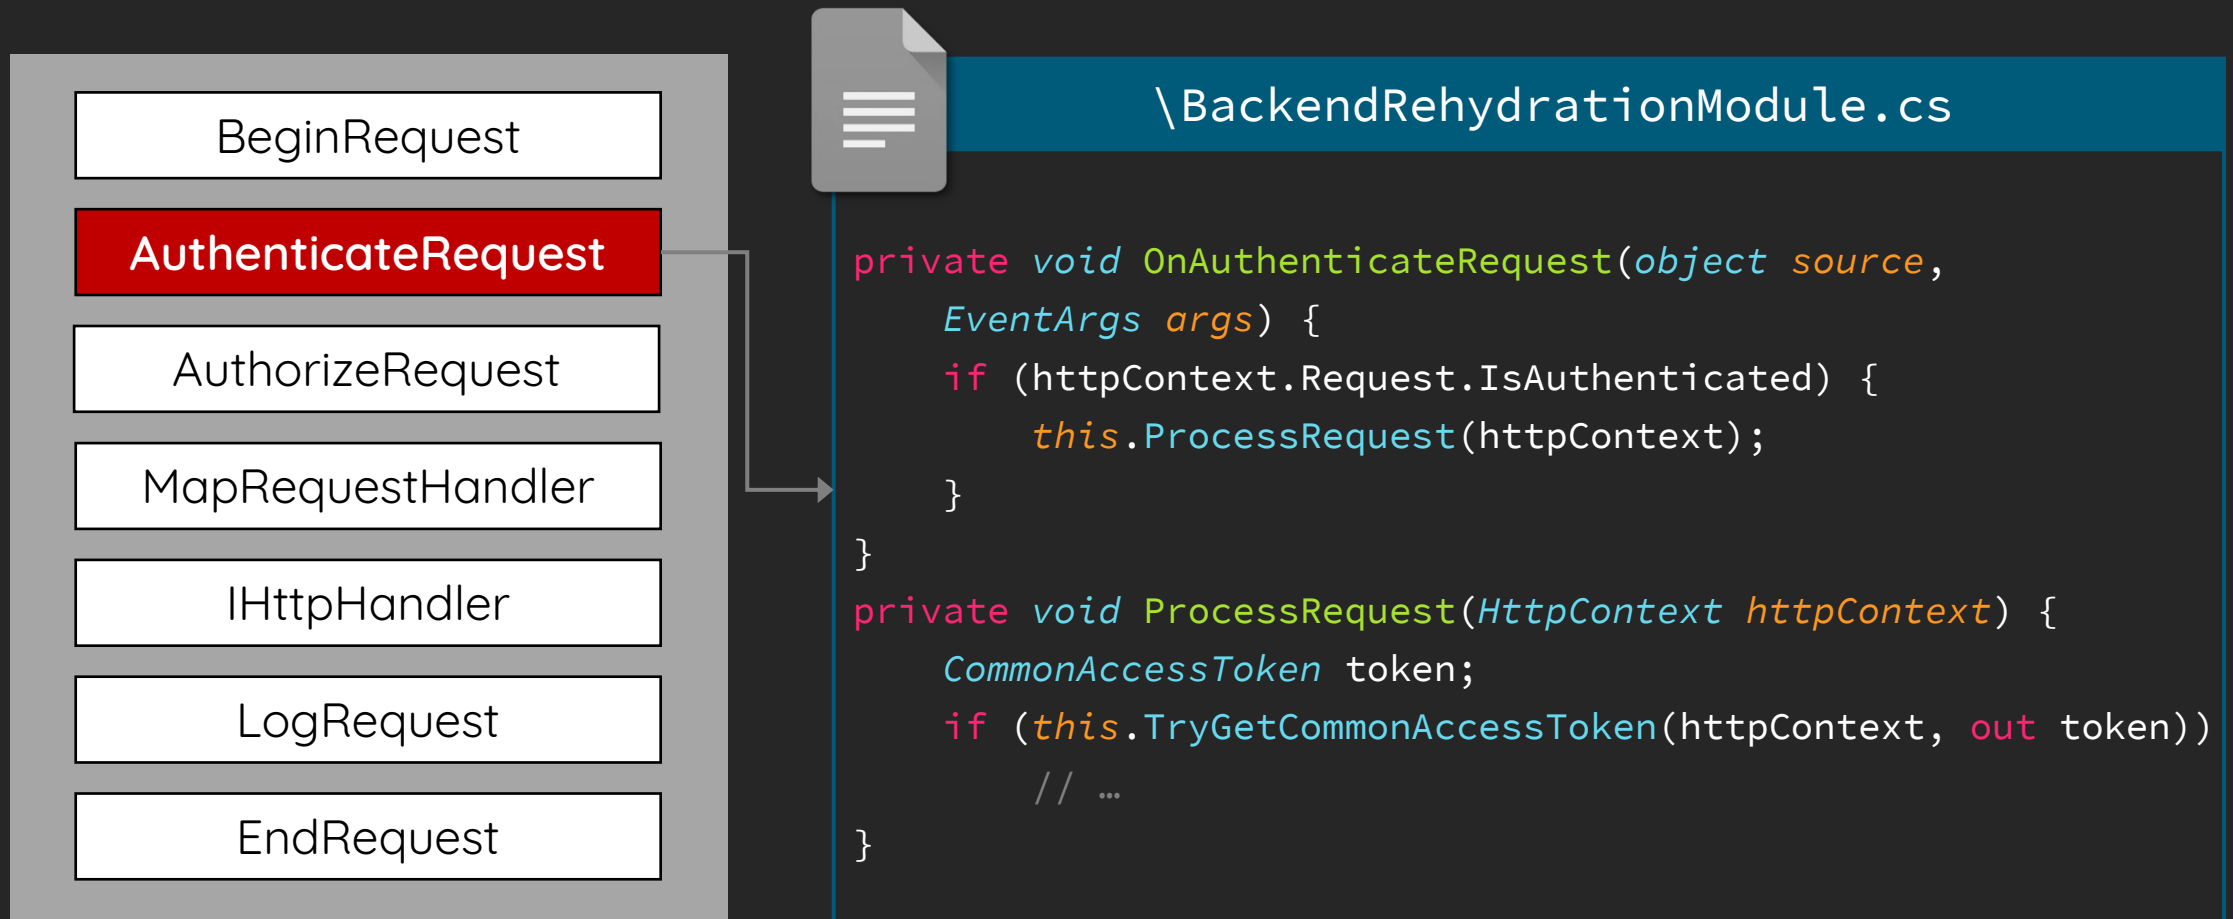 BeginRequest
AuthenticateRequest
AuthorizeRequest
MapRequestHandler
IHttpHandler
LogRequest
EndRequest
\BackendRehydrationModule.cs
private void OnAuthenticateRequest(object source,
    EventArgs args) {
    if (httpContext.Request.IsAuthenticated) {
        this.ProcessRequest(httpContext);
    }
}
private void ProcessRequest(HttpContext httpContext) {
    CommonAccessToken token;
    if (this.TryGetCommonAccessToken(httpContext, out token))
        // …
}